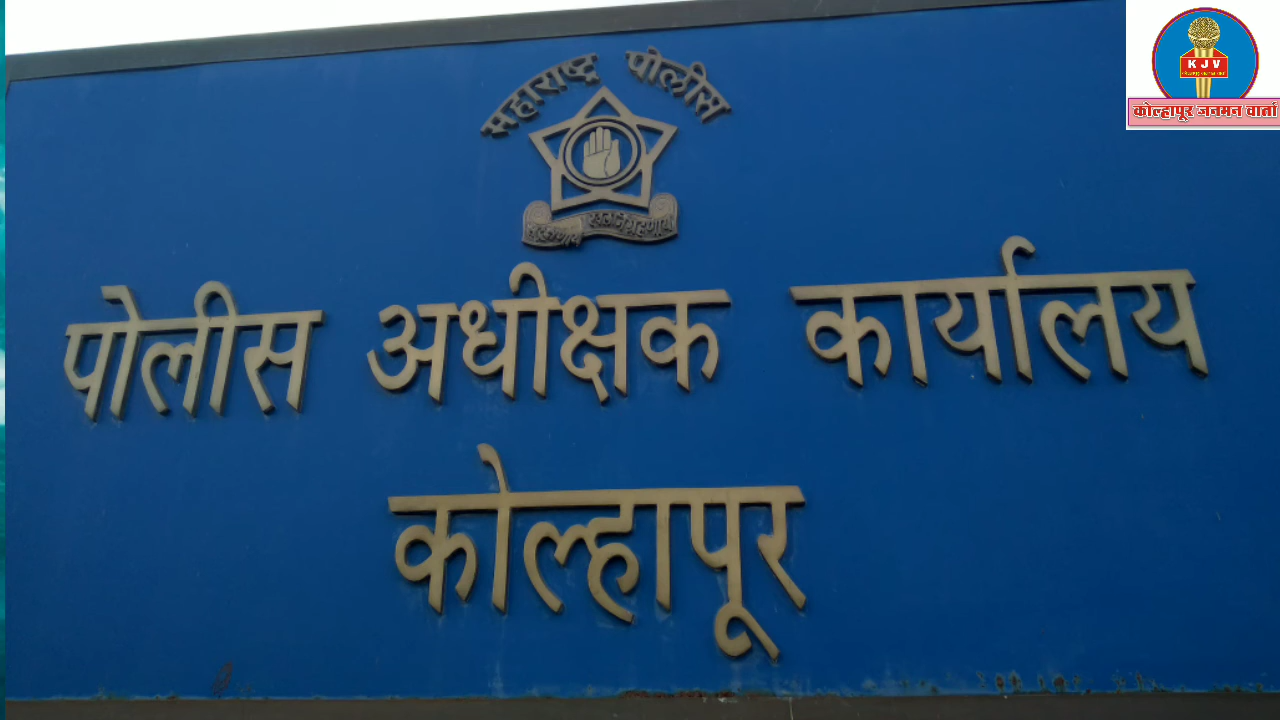 महाराष्ट्र पोलीस
पोलीस अधीक्षक कार्यालय
कोल्हापूर
KJV
कोल्हापूर जनमन वार्ता